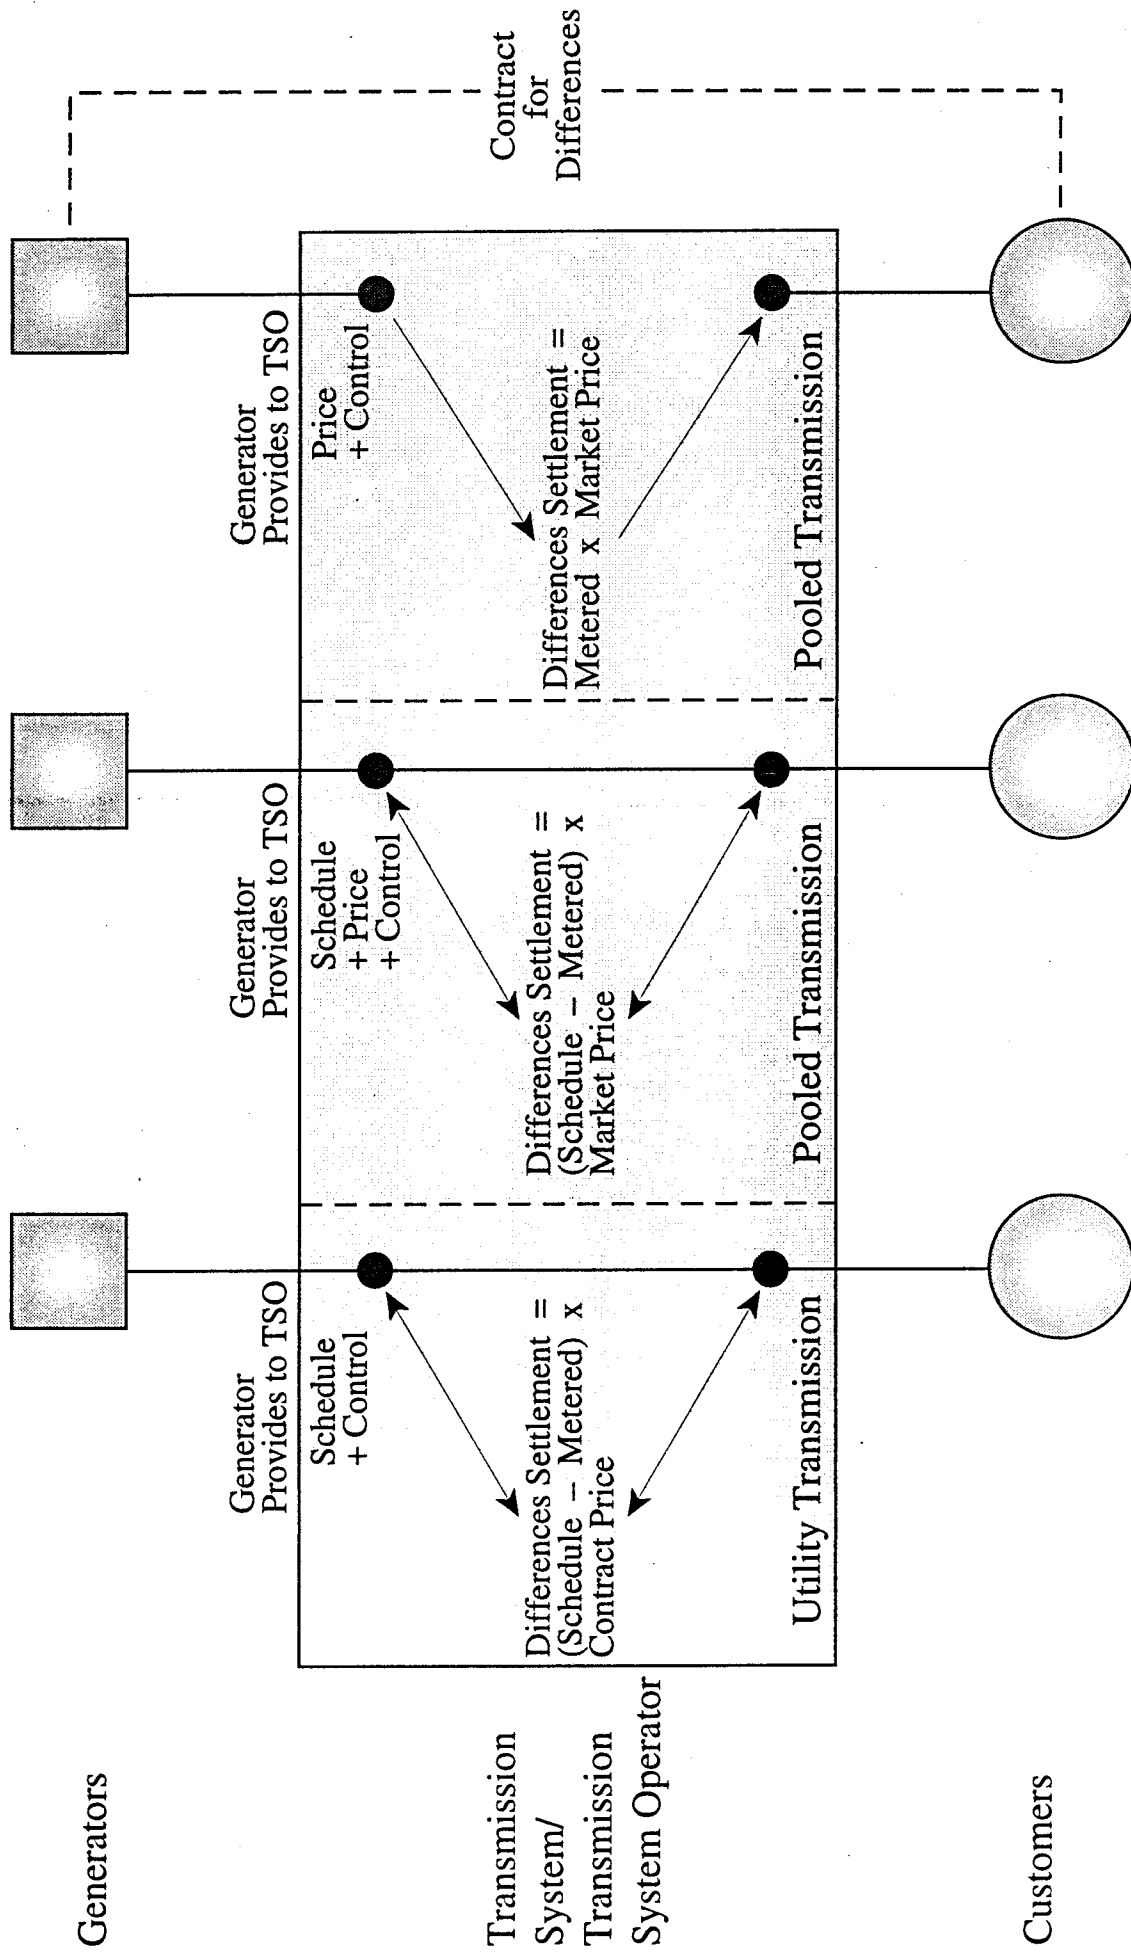 Generators
Generator
Provides to TSO
Generator
Provides to TSO
Generator
Provides to TSO
Schedule
+ Control
Schedule
+ Price
+ Control
Price
+ Control
Transmission
System/
Transmission
System Operator
Differences Settlement =
(Schedule – Metered) x
Contract Price
Differences Settlement =
(Schedule – Metered) x
Market Price
Differences Settlement =
Metered x Market Price
Contract
for
Differences
Utility Transmission
Pooled Transmission
Pooled Transmission
Customers